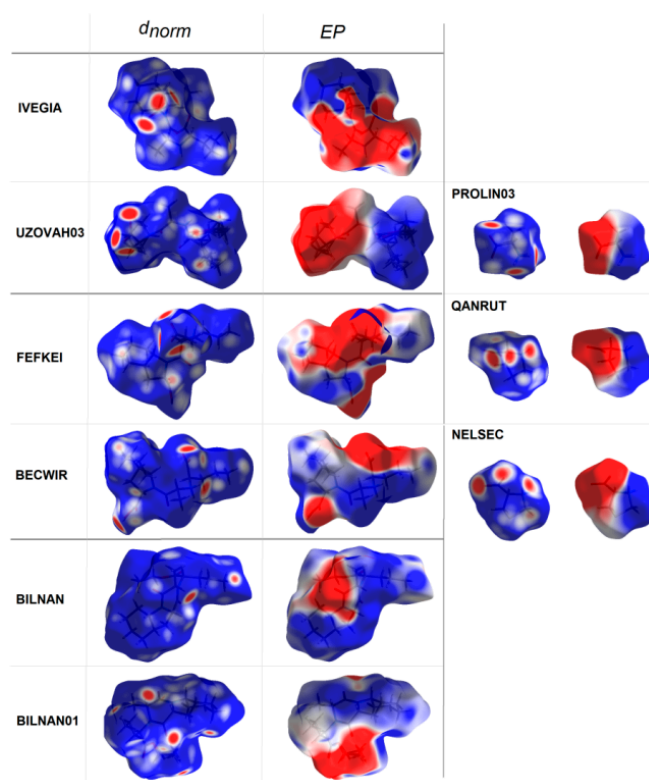 dnorm EP
IVEGIA
UZOVAH03
PROLIN03
FEFKEI
QANRUT
BECWIR
NELSEC
BILNAN
BILNAN01